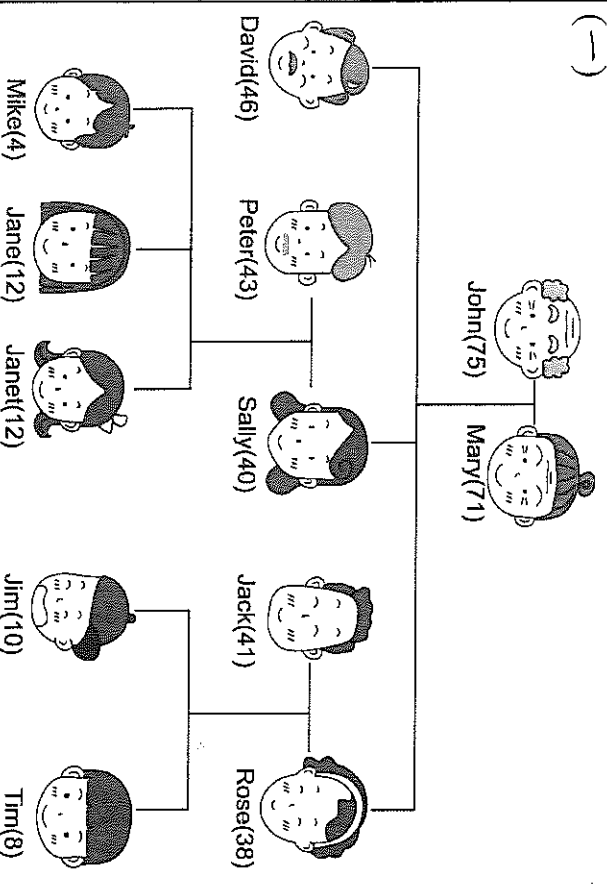 (一)
John(75) Mary(71)
David(46) Peter(43) Sally(40) Jack(41) Rose(38)
Mike(4) Jane(12) Janet(12) Jim(10) Tim(8)